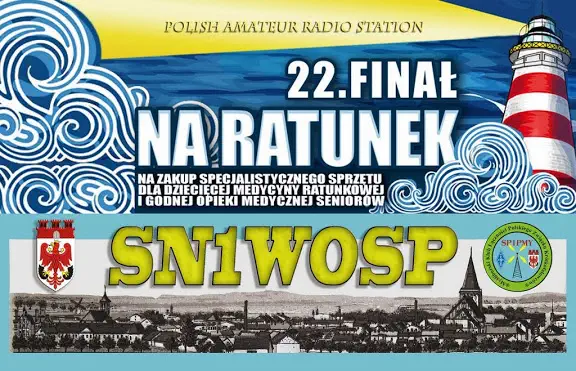 POLISH AMATEUR RADIO STATION
22.FINAŁ
NA RATUNEK
NA ZAKUP SPECJALISTYCZNEGO SPRZĘTU
DLA DZIECIĘCEJ MEDYCYNY RATUNKOWEJ
I GODNEJ OPIEKI MEDYCZNEJ SENIORÓW
SN1WOSP
SP1PMY